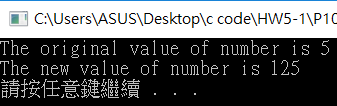 C:\Users\ASUS\Desktop\c code\HW5-1\P10
The original value of number is 5
The new value of number is 125
請按任意鍵繼續 . . .